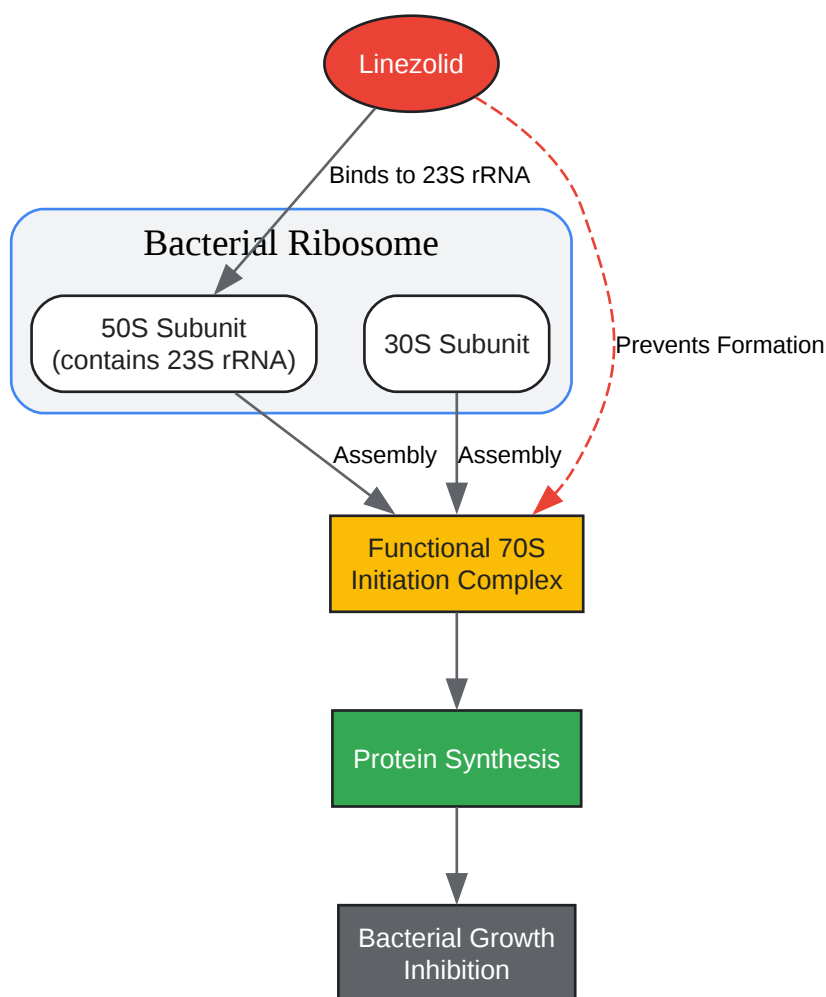 Linezolid
Binds to 23S rRNA
Bacterial Ribosome
50S Subunit
(contains 23S rRNA)
30S Subunit
Prevents Formation
Assembly
Assembly
Functional 70S
Initiation Complex
Protein Synthesis
Bacterial Growth
Inhibition